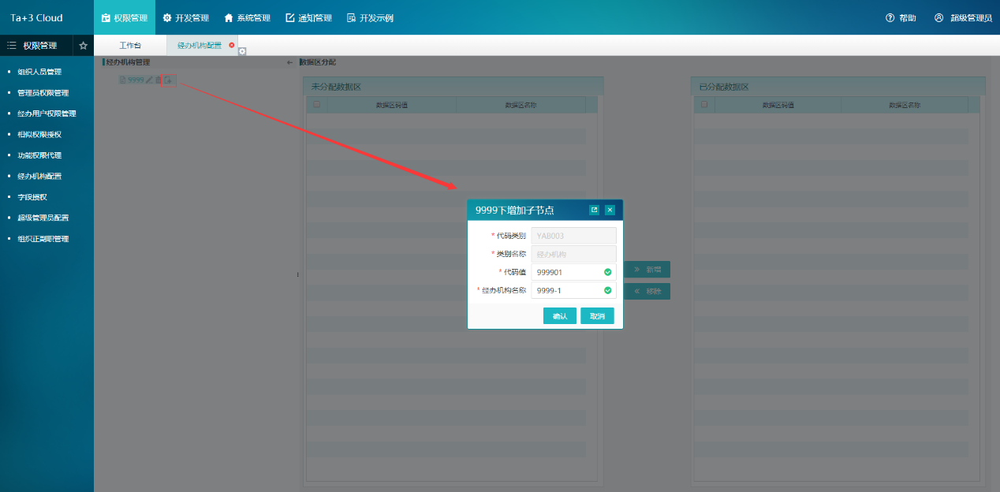 Ta+3 Cloud
权限管理
开发管理
系统管理
通知管理
开发示例
帮助
超级管理员
权限管理
工作台
经办机构配置
组织人员管理
管理员权限管理
经办用户权限管理
相似权限授权
功能权限代理
经办机构配置
字段授权
超级管理员配置
组织正副职管理
经办机构管理
9999
数据区分配
未分配数据区
数据区码值
数据区名称
已分配数据区
数据区码值
数据区名称
新增
移除
9999下增加子节点
* 代码类别 YAB003
* 类别名称 经办机构
* 代码值 999901
* 经办机构名称 9999-1
确认 取消